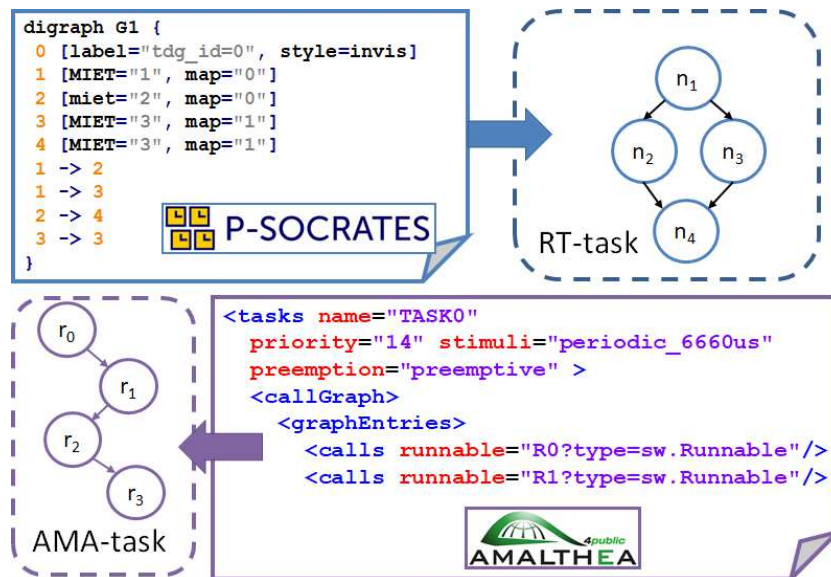 digraph G1 {
0 [label="tdg_id=0", style=invis]
1 [MIET="1", map="0"]
2 [miet="2", map="0"]
3 [MIET="3", map="1"]
4 [MIET="3", map="1"]
1 -> 2
1 -> 3
2 -> 4
3 -> 3
}
P-SOCRATES
n1
n2
n3
n4
RT-task
r0
r1
r2
r3
AMA-task
<tasks name="TASK0"
priority="14" stimuli="periodic_6660us"
preemption="preemptive" >
<callGraph>
<graphEntries>
<calls runnable="R0?type=sw.Runnable"/>
<calls runnable="R1?type=sw.Runnable"/>
4public
AMALTHEA